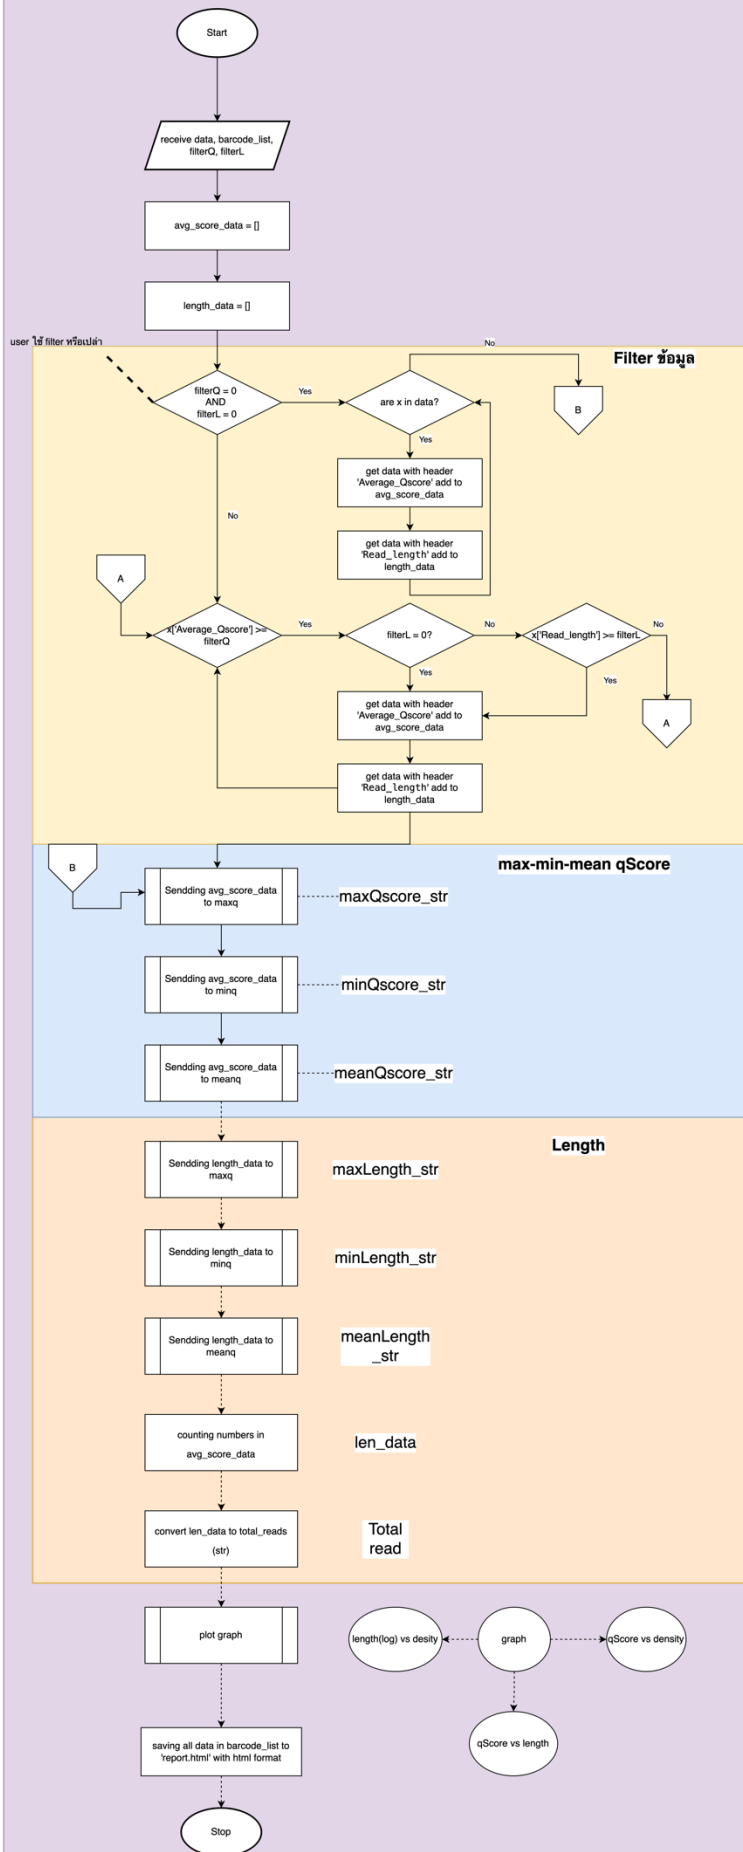 Start
receive data, barcode_list,
filterQ, filterL
avg_score_data = []
length_data = []
user ใช้ filter หรือเปล่า
Filter ข้อมูล
No
filterQ = 0
AND
filterL = 0
Yes
are x in data?
B
Yes
get data with header
'Average_Qscore' add to
avg_score_data
No
get data with header
'Read_length' add to
length_data
A
x['Average_Qscore'] >=
filterQ
Yes
filterL = 0?
No
x['Read_length'] >= filterL
No
Yes
Yes
get data with header
'Average_Qscore' add to
avg_score_data
A
get data with header
'Read_length' add to
length_data
B
max-min-mean qScore
Sendding avg_score_data
to maxq
maxQscore_str
Sendding avg_score_data
to minq
minQscore_str
Sendding avg_score_data
to meanq
meanQscore_str
Length
Sendding length_data to
maxq
maxLength_str
Sendding length_data to
minq
minLength_str
Sendding length_data to
meanq
meanLength
_str
counting numbers in
avg_score_data
len_data
convert len_data to total_reads
(str)
Total
read
plot graph
length(log) vs desity
graph
qScore vs density
qScore vs length
saving all data in barcode_list to
'report.html' with html format
Stop